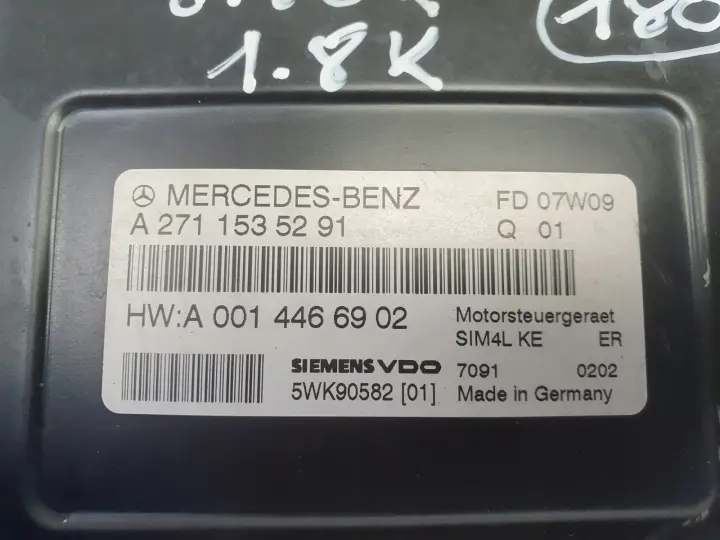 180
1.8K
MERCEDES-BENZ FD 07W09
A 271 153 52 91 Q 01
HW:A 001 446 69 02 Motorsteuergeraet
SIM4L KE ER
SIEMENS VDO 7091 0202
5WK90582 [01] Made in Germany